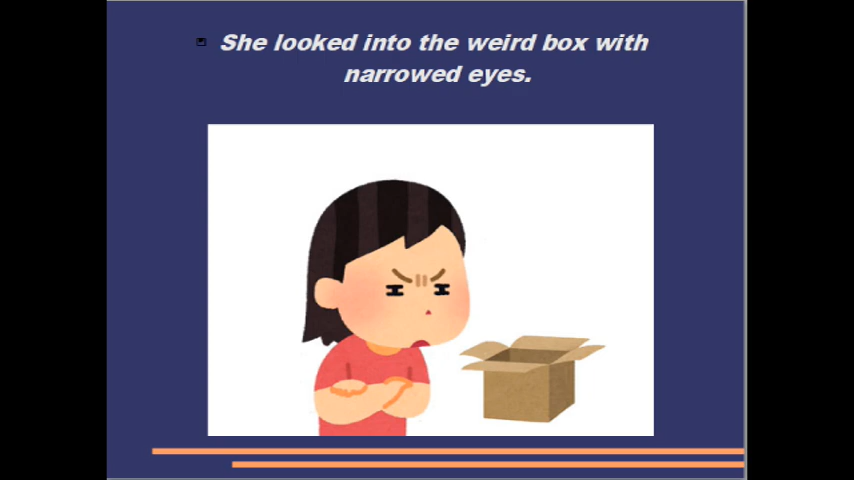 She looked into the weird box with
narrowed eyes.